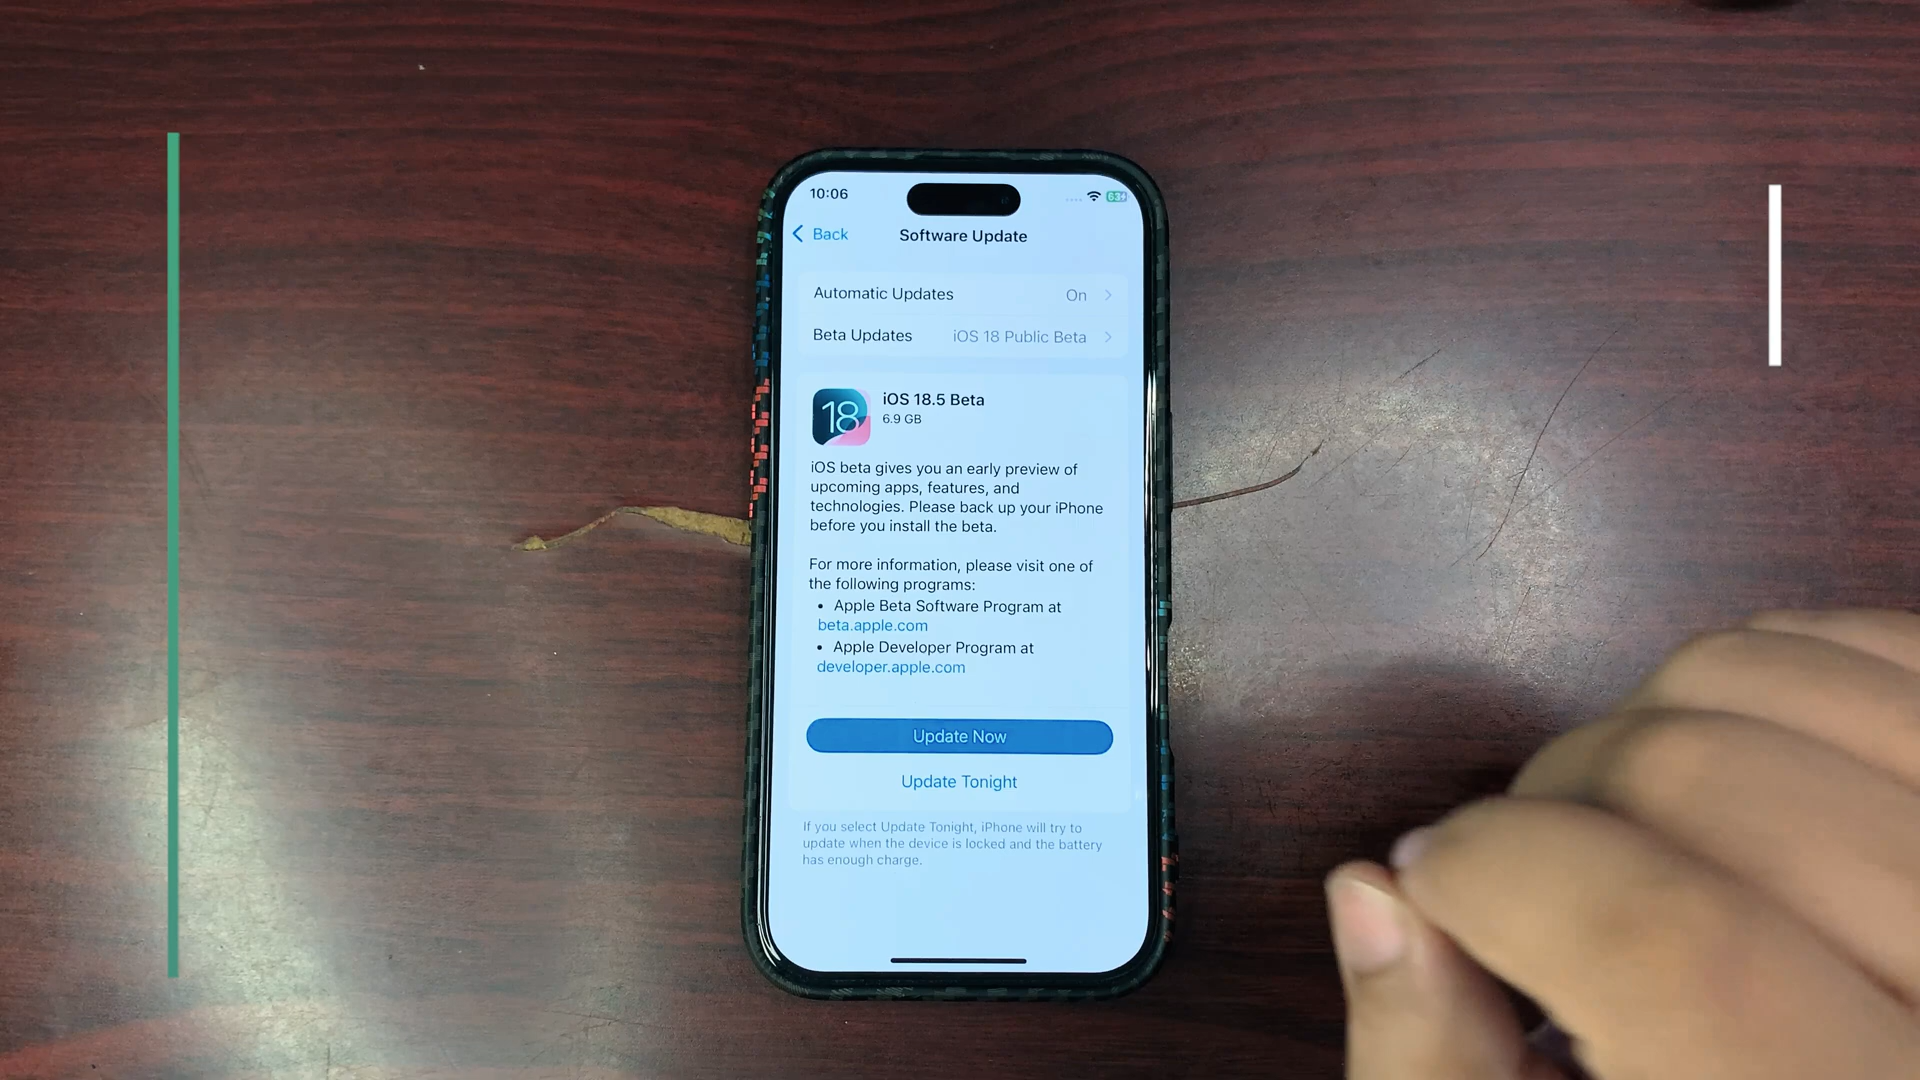 10:06
63
Back
Software Update
Automatic Updates On
Beta Updates iOS 18 Public Beta
18
iOS 18.5 Beta
6.9 GB
iOS beta gives you an early preview of
upcoming apps, features, and
technologies. Please back up your iPhone
before you install the beta.
For more information, please visit one of
the following programs:
• Apple Beta Software Program at
beta.apple.com
• Apple Developer Program at
developer.apple.com
Update Now
Update Tonight
If you select Update Tonight, iPhone will try to
update when the device is locked and the battery
has enough charge.